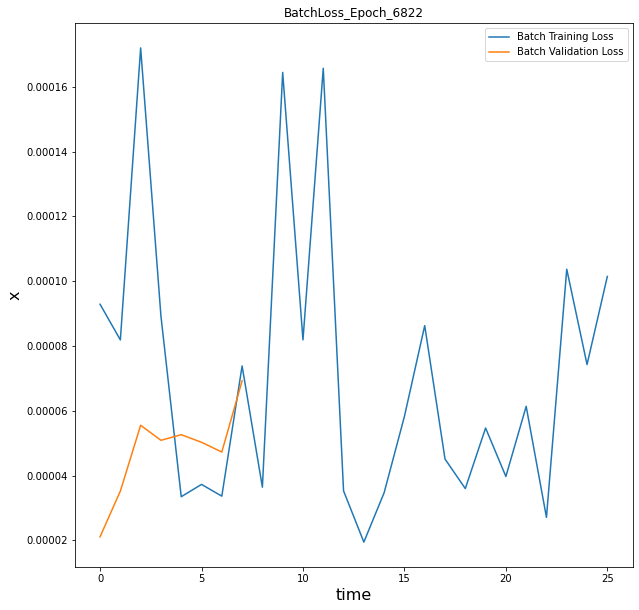 BatchLoss_Epoch_6822
Batch Training Loss
Batch Validation Loss
0.00016
0.00014
0.00012
0.00010
0.00008
0.00006
0.00004
0.00002
x
0 5 10 15 20 25
time